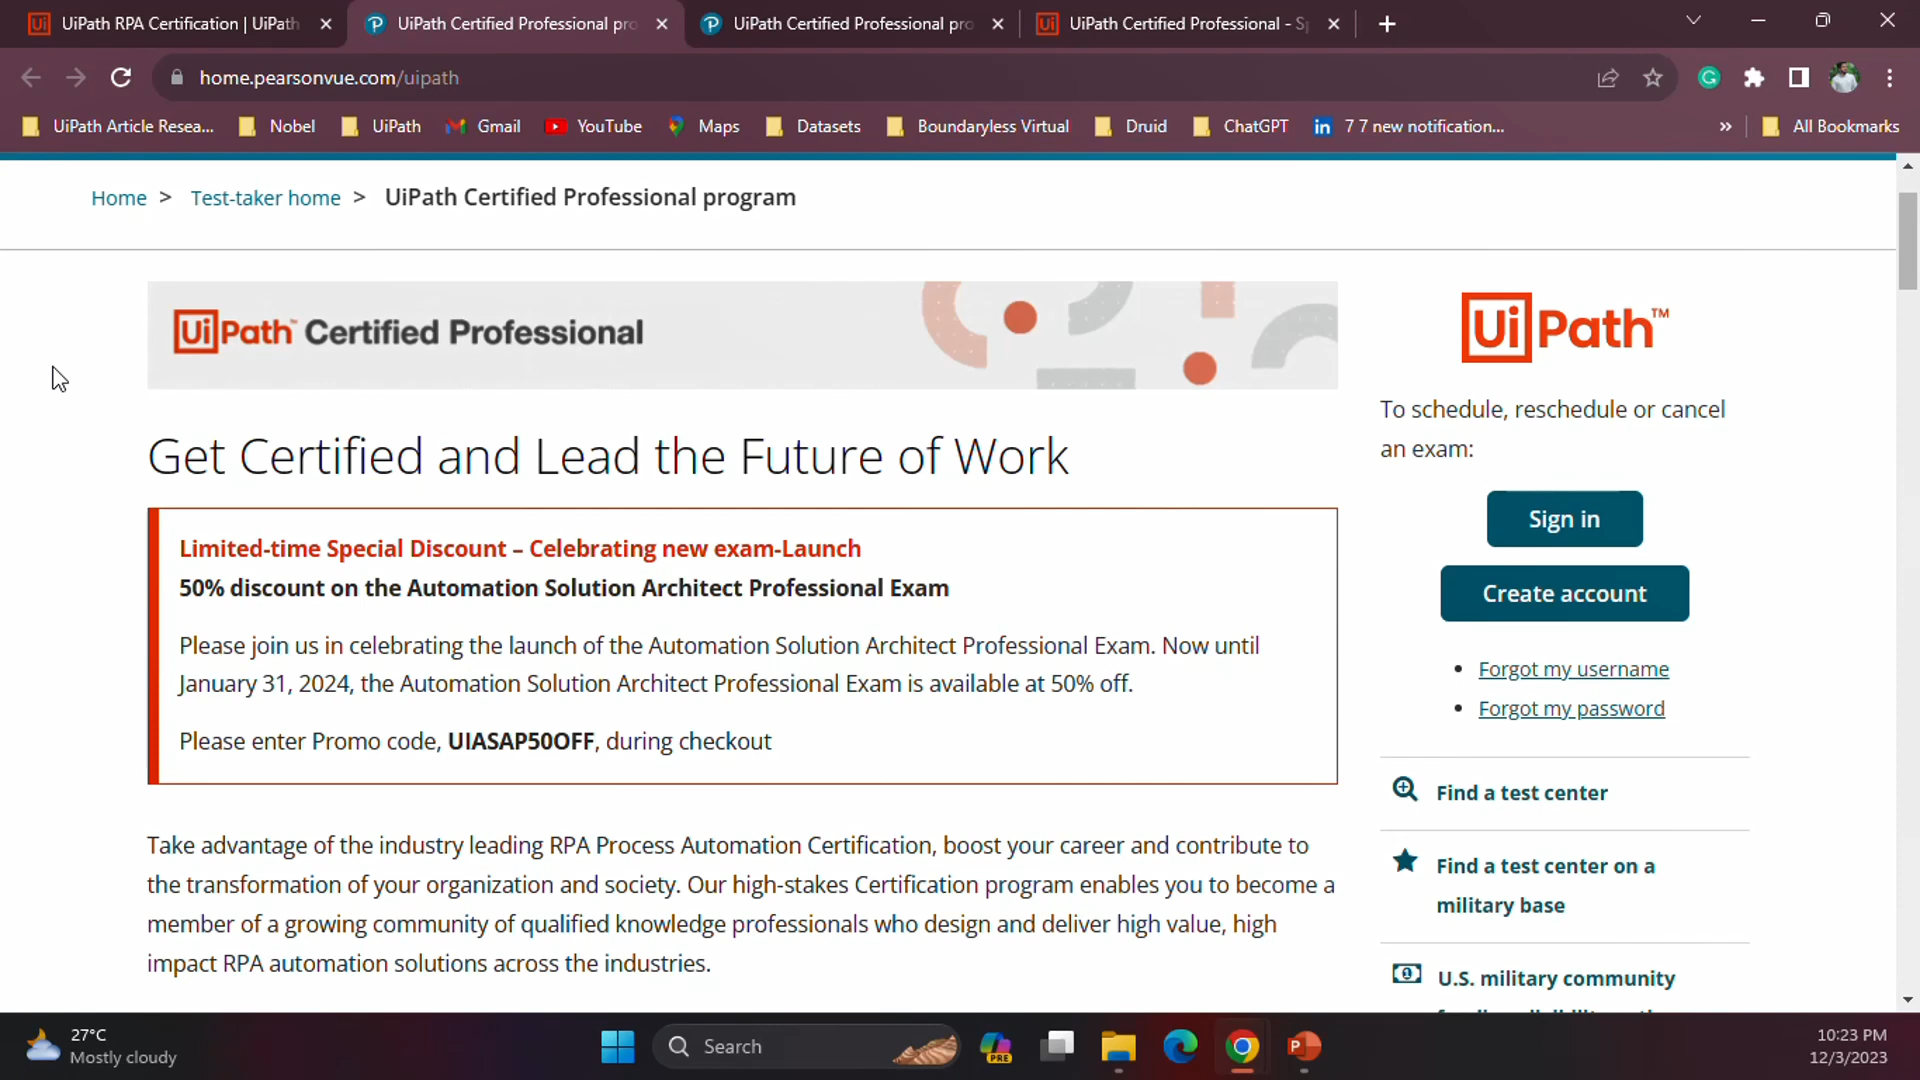 UiPath RPA Certification | UiPath
UiPath Certified Professional pro
UiPath Certified Professional pro
UiPath Certified Professional - Sp
home.pearsonvue.com/uipath
UiPath Article Resea...
Nobel
UiPath
Gmail
YouTube
Maps
Datasets
Boundaryless Virtual
Druid
ChatGPT
7 7 new notification...
All Bookmarks
Home > Test-taker home > UiPath Certified Professional program
UiPath™ Certified Professional
UiPath™
Get Certified and Lead the Future of Work
Limited-time Special Discount – Celebrating new exam-Launch
50% discount on the Automation Solution Architect Professional Exam
Please join us in celebrating the launch of the Automation Solution Architect Professional Exam. Now until
January 31, 2024, the Automation Solution Architect Professional Exam is available at 50% off.
Please enter Promo code, UIASAP50OFF, during checkout
Take advantage of the industry leading RPA Process Automation Certification, boost your career and contribute to
the transformation of your organization and society. Our high-stakes Certification program enables you to become a
member of a growing community of qualified knowledge professionals who design and deliver high value, high
impact RPA automation solutions across the industries.
To schedule, reschedule or cancel
an exam:
Sign in
Create account
Forgot my username
Forgot my password
Find a test center
Find a test center on a
military base
U.S. military community
27°C
Mostly cloudy
Search
PRE
10:23 PM
12/3/2023